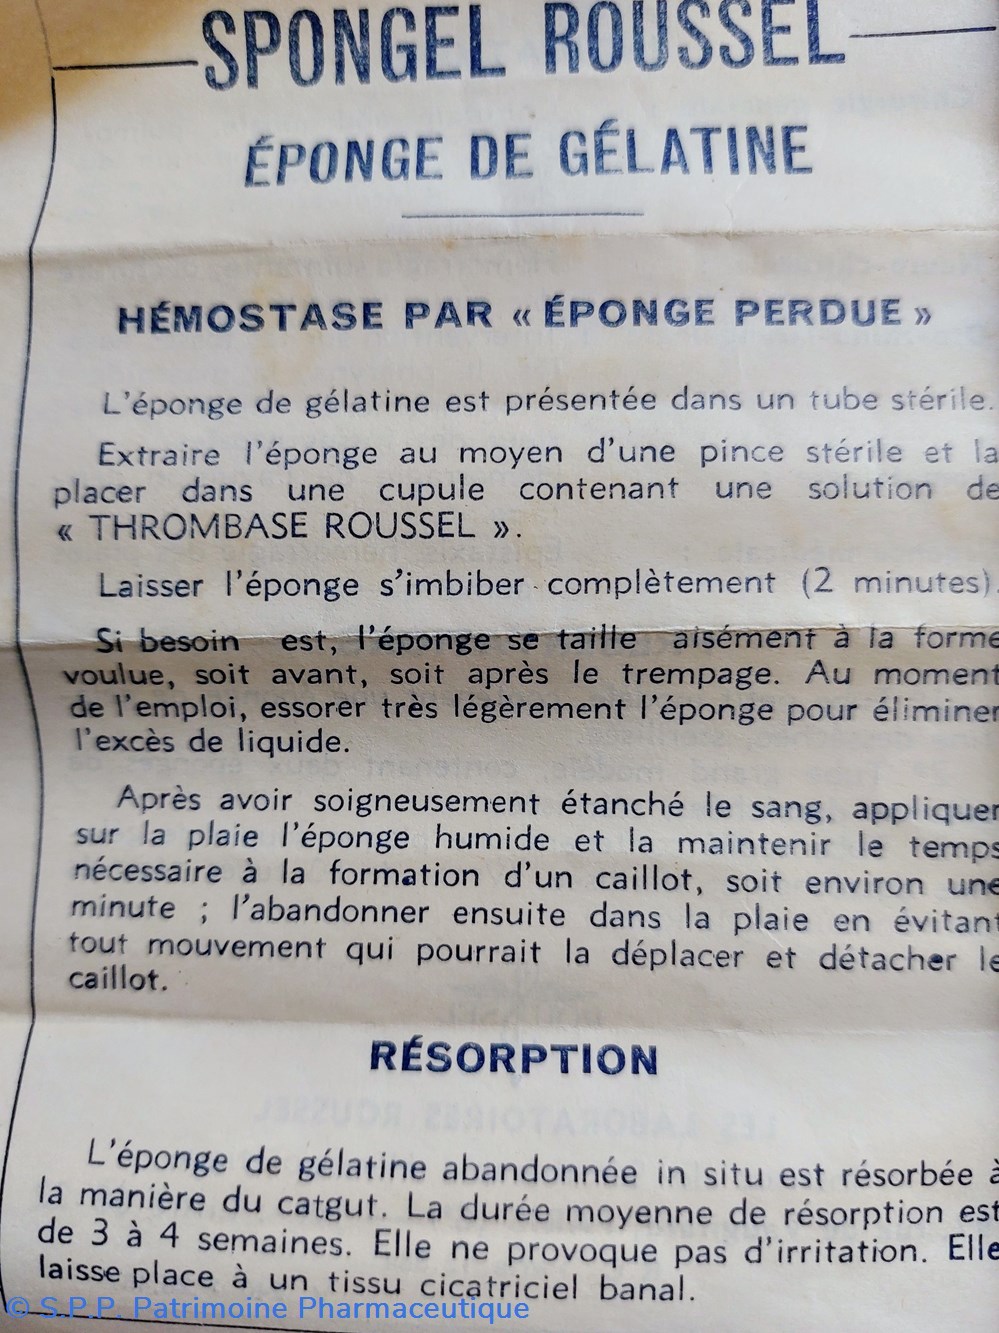 SPONGEL ROUSSEL
ÉPONGE DE GÉLATINE
HÉMOSTASE PAR « ÉPONGE PERDUE »
L'éponge de gélatine est présentée dans un tube stérile.
Extraire l'éponge au moyen d'une pince stérile et la
placer dans une cupule contenant une solution de
« THROMBASE ROUSSEL ».
Laisser l'éponge s'imbiber complètement (2 minutes).
Si besoin est, l'éponge se taille aisément à la forme
voulue, soit avant, soit après le trempage. Au moment
de l'emploi, essorer très légèrement l'éponge pour éliminer
l'excès de liquide.
Après avoir soigneusement étanché le sang, appliquer
sur la plaie l'éponge humide et la maintenir le temps
nécessaire à la formation d'un caillot, soit environ une
minute ; l'abandonner ensuite dans la plaie en évitant
tout mouvement qui pourrait la déplacer et détacher le
caillot.
RÉSORPTION
L'éponge de gélatine abandonnée in situ est résorbée à
la manière du catgut. La durée moyenne de résorption est
de 3 à 4 semaines. Elle ne provoque pas d'irritation. Elle
laisse place à un tissu cicatriciel banal.
© S.P.P. Patrimoine Pharmaceutique